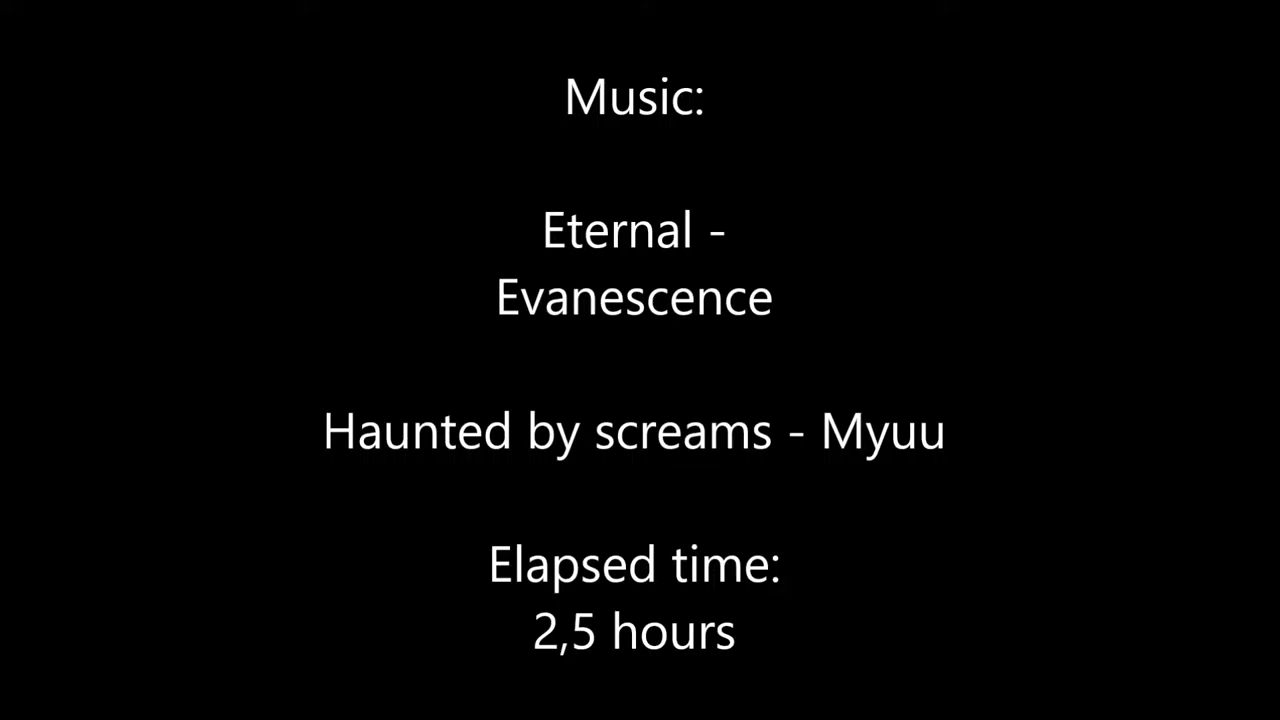 Music:
Eternal -
Evanescence
Haunted by screams - Myuu
Elapsed time:
2,5 hours